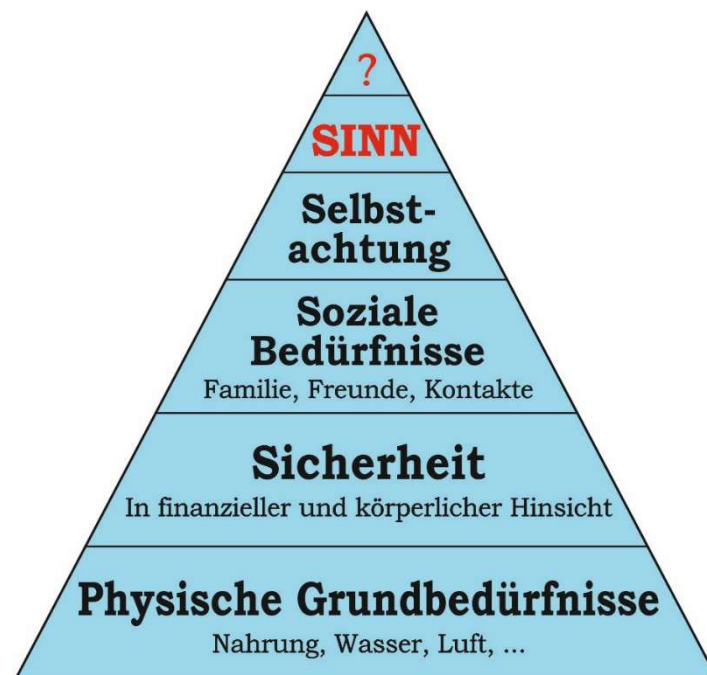 ?
SINN
Selbst-
achtung
Soziale
Bedürfnisse
Familie, Freunde, Kontakte
Sicherheit
In finanzieller und körperlicher Hinsicht
Physische Grundbedürfnisse
Nahrung, Wasser, Luft, ...